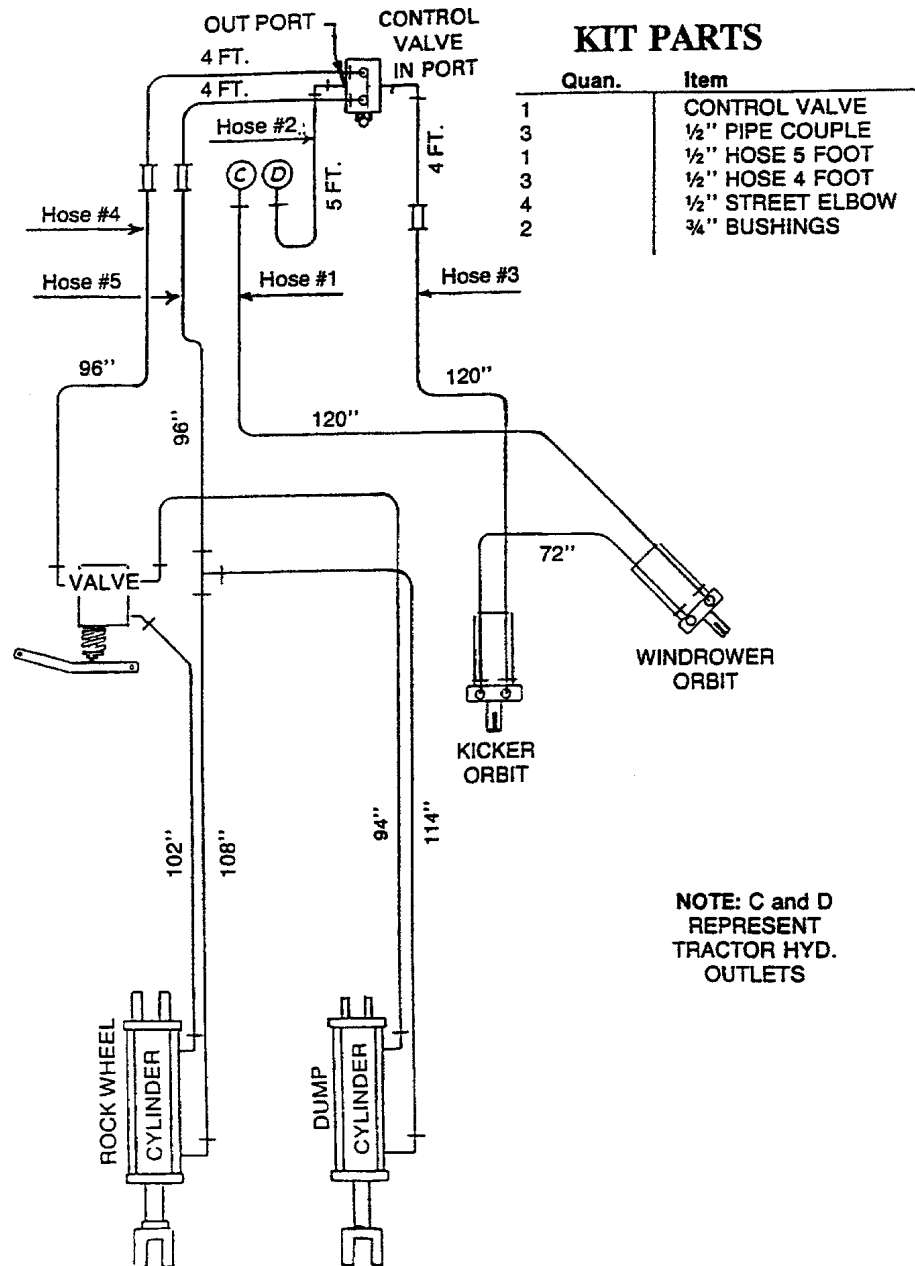 OUT PORT
CONTROL
VALVE
IN PORT
KIT PARTS
Quan. Item
1 CONTROL VALVE
3 ½" PIPE COUPLE
1 ½" HOSE 5 FOOT
3 ½" HOSE 4 FOOT
4 ½" STREET ELBOW
2 ¾" BUSHINGS
4 FT.
4 FT.
Hose #2
C
D
5 FT.
4 FT.
Hose #4
Hose #5
Hose #1
Hose #3
96"
96"
120"
120"
72"
VALVE
WINDROWER
ORBIT
KICKER
ORBIT
102"
108"
94"
114"
NOTE: C and D
REPRESENT
TRACTOR HYD.
OUTLETS
ROCK WHEEL
CYLINDER
DUMP
CYLINDER